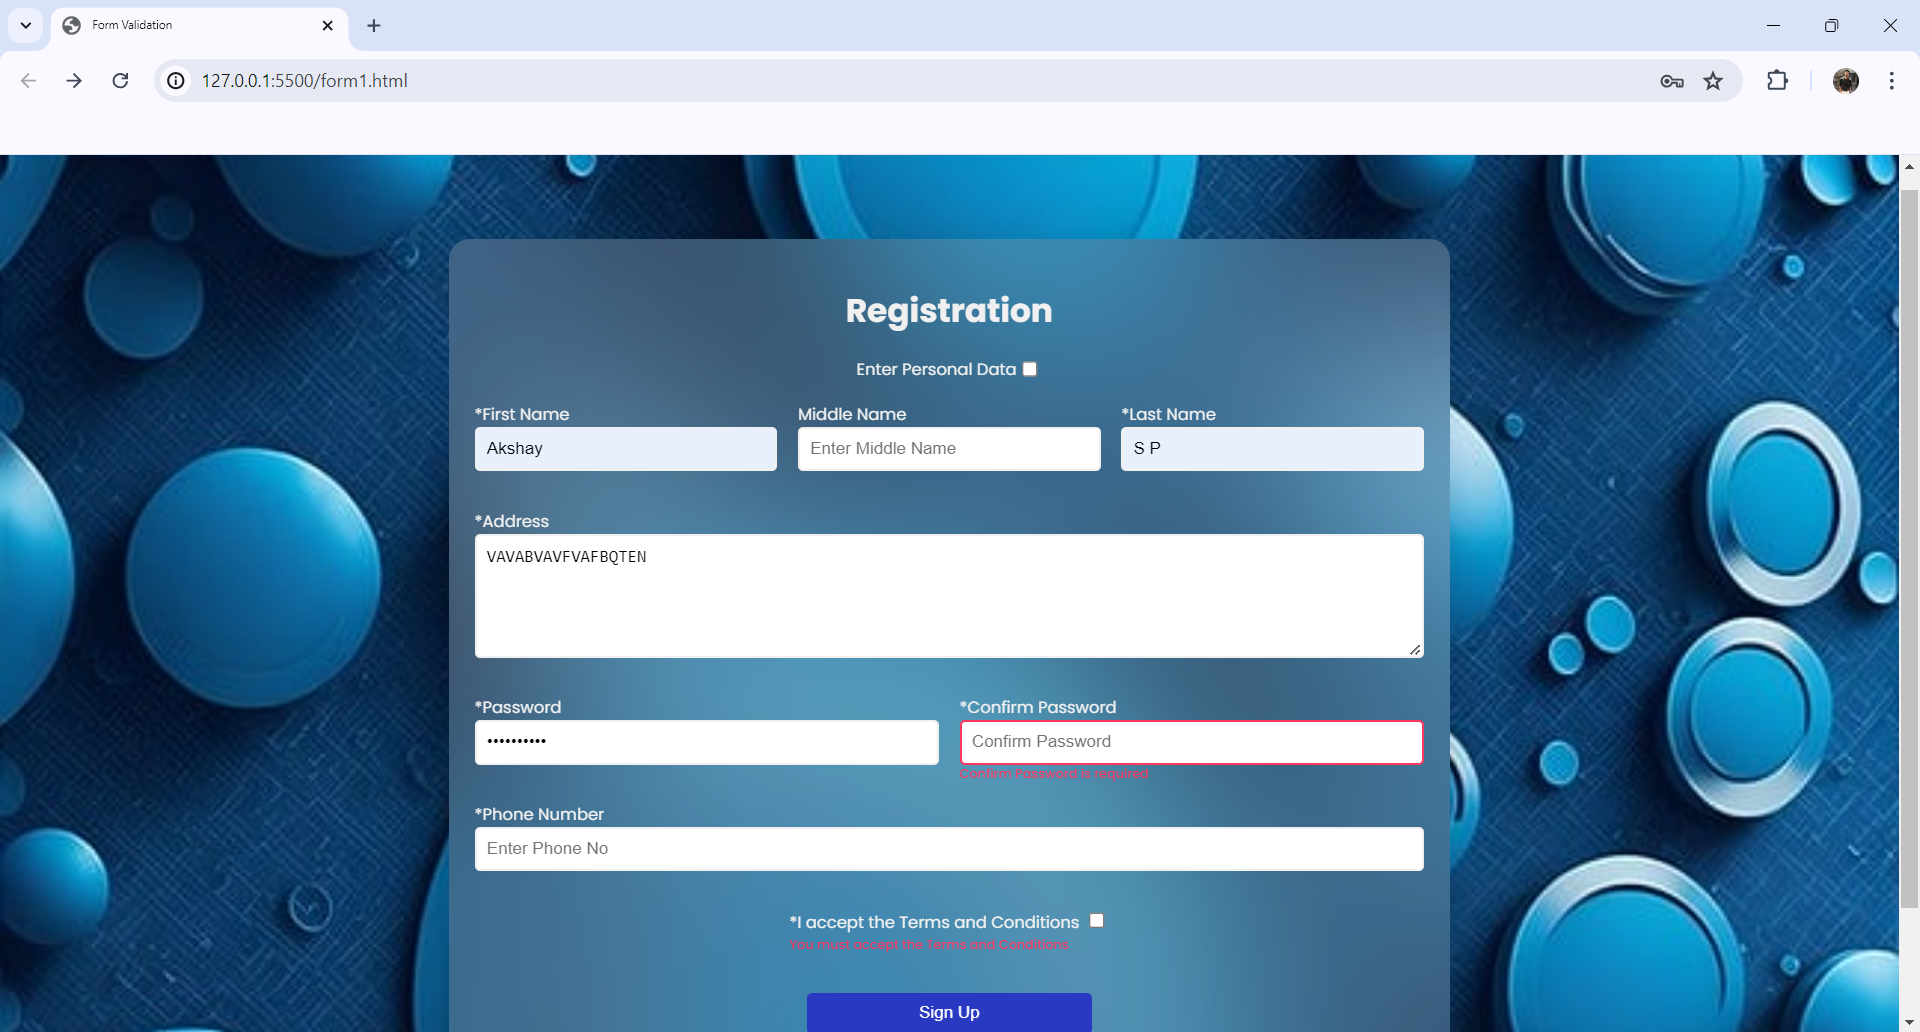 Form Validation
127.0.0.1:5500/form1.html
Registration
Enter Personal Data
*First Name Middle Name *Last Name
Akshay Enter Middle Name S P
*Address
VAVABVAVFVAFBQTEN
*Password *Confirm Password
•••••••••• Confirm Password
Confirm Password is required
*Phone Number
Enter Phone No
*I accept the Terms and Conditions
You must accept the Terms and Conditions
Sign Up